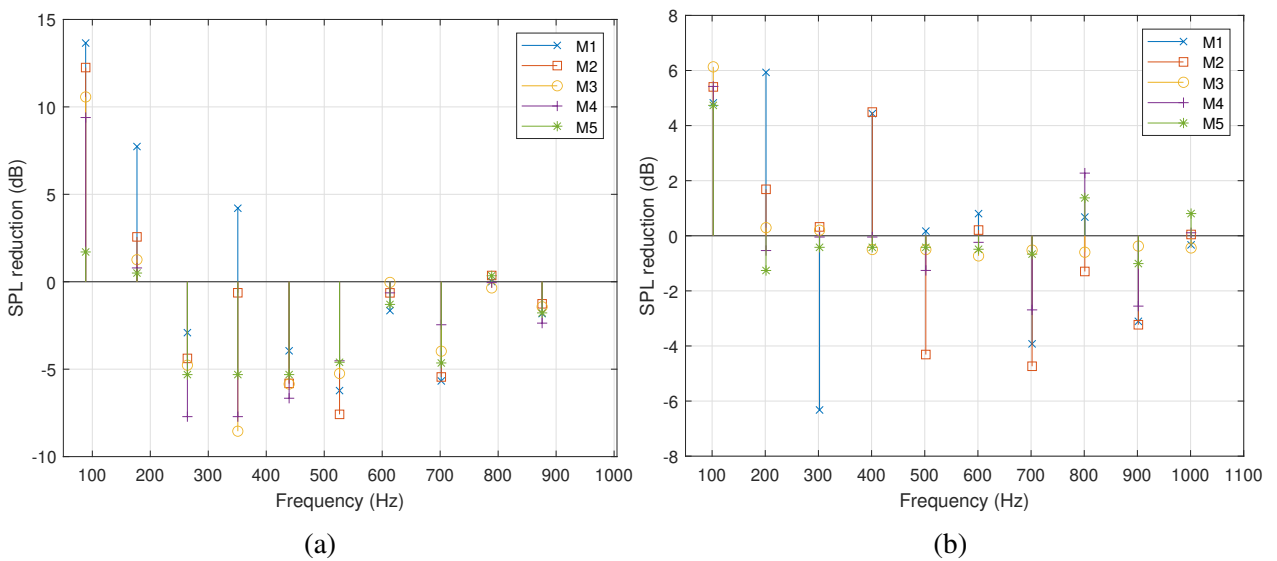 15
10
5
0
-5
-10
SPL reduction (dB)
100 200 300 400 500 600 700 800 900 1000
Frequency (Hz)
M1
M2
M3
M4
M5
(a)
8
6
4
2
0
-2
-4
-6
-8
SPL reduction (dB)
100 200 300 400 500 600 700 800 900 1000 1100
Frequency (Hz)
M1
M2
M3
M4
M5
(b)